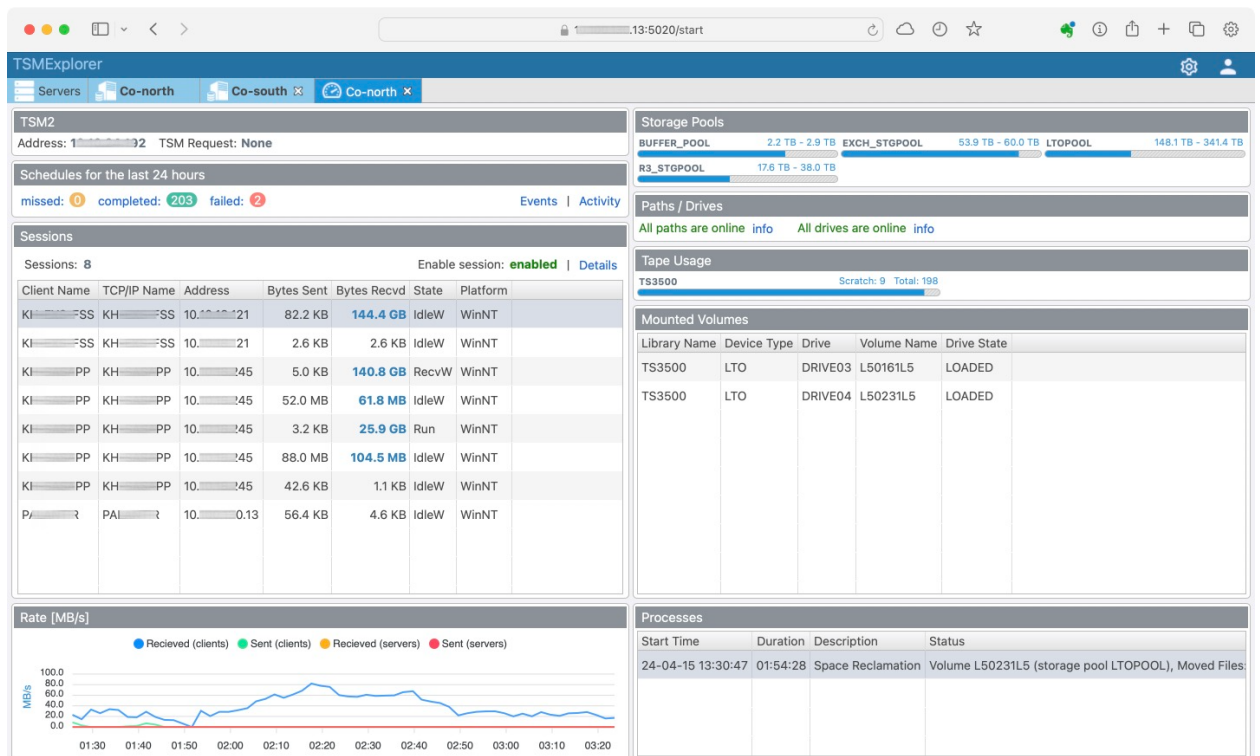 .13:5020/start
TSMExplorer
Servers Co-north Co-south Co-north
TSM2
Address: TSM Request: None
Schedules for the last 24 hours
missed: 0 completed: 203 failed: 2 Events | Activity
Sessions
Sessions: 8 Enable session: enabled | Details
Client Name TCP/IP Name Address Bytes Sent Bytes Recvd State Platform
82.2 KB 144.4 GB IdleW WinNT
2.6 KB 2.6 KB IdleW WinNT
5.0 KB 140.8 GB RecvW WinNT
52.0 MB 61.8 MB IdleW WinNT
3.2 KB 25.9 GB Run WinNT
88.0 MB 104.5 MB IdleW WinNT
42.6 KB 1.1 KB IdleW WinNT
56.4 KB 4.6 KB IdleW WinNT
Rate [MB/s]
Recieved (clients) Sent (clients) Recieved (servers) Sent (servers)
MB/s
100.0
80.0
60.0
40.0
20.0
0.0
01:30 01:40 01:50 02:00 02:10 02:20 02:30 02:40 02:50 03:00 03:10 03:20
Storage Pools
BUFFER_POOL 2.2 TB - 2.9 TB EXCH_STGPOOL 53.9 TB - 60.0 TB LTOPOOL 148.1 TB - 341.4 TB
R3_STGPOOL 17.6 TB - 38.0 TB
Paths / Drives
All paths are online info All drives are online info
Tape Usage
TS3500 Scratch: 9 Total: 198
Mounted Volumes
Library Name Device Type Drive Volume Name Drive State
TS3500 LTO DRIVE03 L50161L5 LOADED
TS3500 LTO DRIVE04 L50231L5 LOADED
Processes
Start Time Duration Description Status
24-04-15 13:30:47 01:54:28 Space Reclamation Volume L50231L5 (storage pool LTOPOOL), Moved Files: